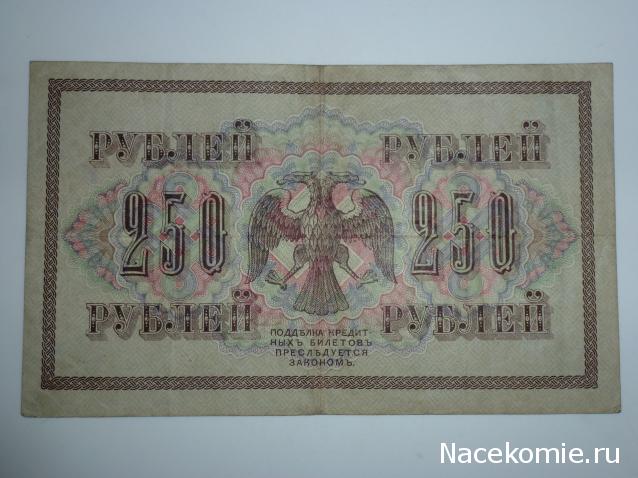 РУБЛЕЙ РУБЛЕЙ
250 250
РУБЛЕЙ РУБЛЕЙ
ПОДДѢЛКА КРЕДИТ-
НЫХЪ БИЛЕТОВЪ
ПРЕСЛѢДУЕТСЯ
ЗАКОНОМЪ.
Nacekomie.ru